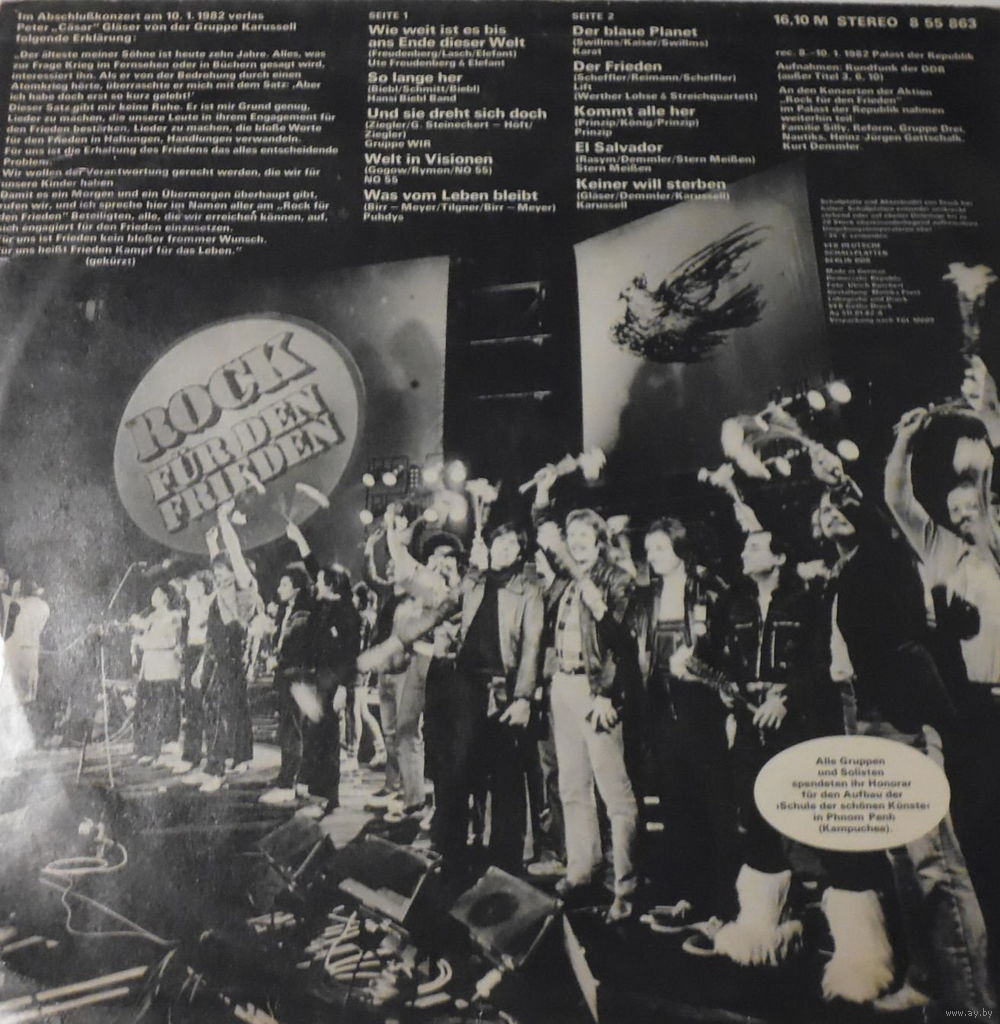 Im Abschlußkonzert am 10. 1. 1982 verlas
Peter „Cäsar" Gläser von der Gruppe Karussell
folgende Erklärung:
„Der älteste meiner Söhne ist heute zehn Jahre. Alles, was
zur Frage Krieg im Fernsehen oder in Büchern gesagt wird,
interessiert ihn. Als er von der Bedrohung durch einen
Atomkrieg hörte, überraschte er mich mit dem Satz: ‚Aber
ich habe doch erst so kurz gelebt!'
Dieser Satz gibt mir keine Ruhe. Er ist mir Grund genug,
Lieder zu machen, die unsere Leute in ihrem Engagement für
den Frieden bestärken, Lieder zu machen, die bloße Worte
für den Frieden in Haltungen, Handlungen verwandeln.
Für uns ist die Erhaltung des Friedens das alles entscheidende
Problem.
Wir wollen der Verantwortung gerecht werden, die wir für
unsere Kinder haben
Damit es ein Morgen und ein Übermorgen überhaupt gibt,
rufen wir, und ich spreche hier im Namen aller am „Rock für
den Frieden" Beteiligten, alle, die wir erreichen können, auf,
sich engagiert für den Frieden einzusetzen.
Für uns ist Frieden kein bloßer frommer Wunsch.
Für uns heißt Frieden Kampf für das Leben."
(gekürzt)
SEITE 1
Wie weit ist es bis
ans Ende dieser Welt
(Freudenberg/Lasch/Elefant)
Ute Freudenberg & Elefant
So lange her
(Biebl/Schmitt/Biebl)
Hansi Biebl Band
Und sie dreht sich doch
(Ziegler/G. Steineckert – Höft/
Ziegler)
Gruppe WIR
Welt in Visionen
(Gogow/Rymon/NO 55)
NO 55
Was vom Leben bleibt
(Birr – Meyer/Tilgner/Birr – Meyer)
Puhdys
SEITE 2
Der blaue Planet
(Swillms/Kaiser/Swillms)
Karat
Der Frieden
(Scheffler/Reimann/Scheffler)
Lift
(Werther Lohse & Streichquartett)
Kommt alle her
(Prinzip/König/Prinzip)
Prinzip
El Salvador
(Rasym/Demmler/Stern Meißen)
Stern Meißen
Keiner will sterben
(Gläser/Demmler/Karussell)
Karussell
16,10 M STEREO 8 55 863
rec. 8.–10. 1. 1982 Palast der Republik
Aufnahmen: Rundfunk der DDR
(außer Titel 3, 6, 10)
An den Konzerten der Aktion
„Rock für den Frieden"
im Palast der Republik nahmen
weiterhin teil
Familie Silly, Reform, Gruppe Drei,
Nautiks, Heinz-Jürgen Gottschalk,
Kurt Demmler
VEB DEUTSCHE
SCHALLPLATTEN
BERLIN DDR
Made in German
Democratic Republic
ROCK
FÜR DEN
FRIEDEN
Alle Gruppen
und Solisten
spendeten ihr Honorar
für den Aufbau der
›Schule der schönen Künste‹
in Phnom Penh
(Kampuchea).
www.ay.by